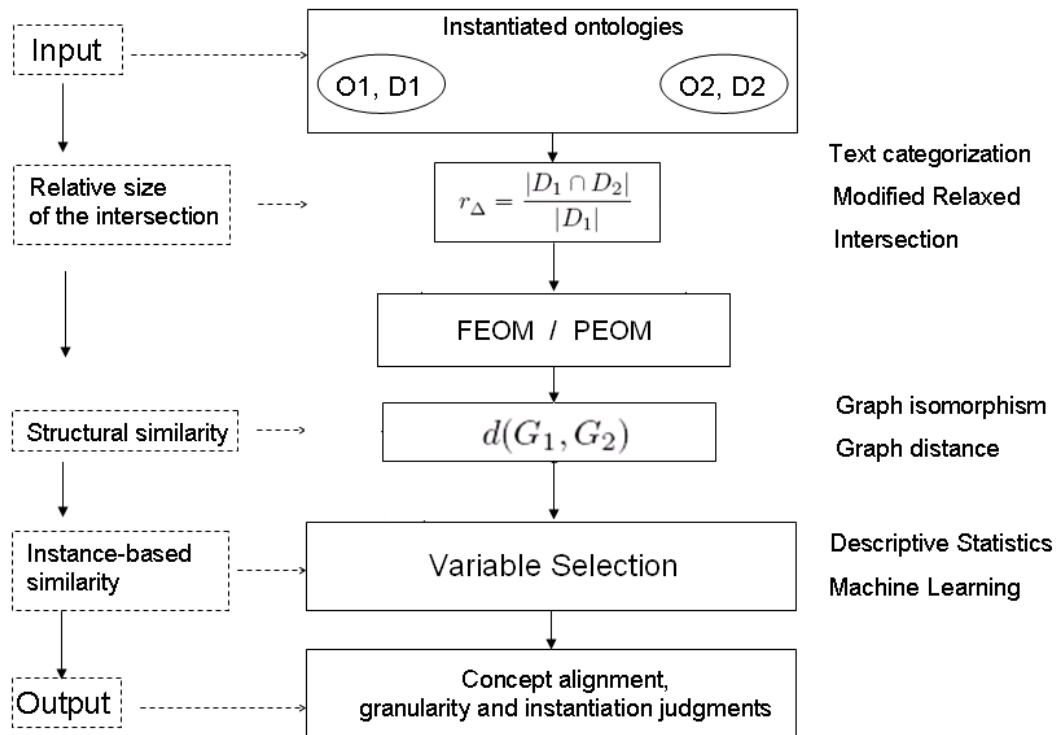 Input
Instantiated ontologies
O1, D1
O2, D2
Relative size
of the intersection
r_Δ = |D₁ ∩ D₂| / |D₁|
Text categorization
Modified Relaxed
Intersection
FEOM / PEOM
Structural similarity
d(G₁, G₂)
Graph isomorphism
Graph distance
Instance-based
similarity
Variable Selection
Descriptive Statistics
Machine Learning
Output
Concept alignment,
granularity and instantiation judgments